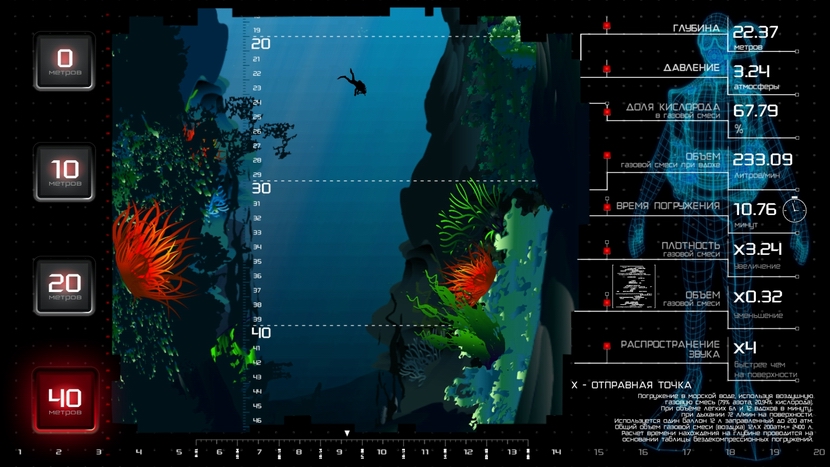 0
метров
10
метров
20
метров
40
метров
19
20
21
22
23
24
25
26
27
28
29
30
31
32
33
34
35
36
37
38
39
40
41
42
43
44
45
46
ГЛУБИНА
22.37
метров
ДАВЛЕНИЕ
3.24
атмосферы
ДОЛЯ КИСЛОРОДА
в газовой смеси
67.79
%
ОБЪЕМ
газовой смеси при вдохе
233.09
литров/мин
ВРЕМЯ ПОГРУЖЕНИЯ
10.76
минут
ПЛОТНОСТЬ
газовой смеси
x3.24
увеличение
ОБЪЕМ
газовой смеси
x0.32
уменьшение
РАСПРОСТРАНЕНИЕ
ЗВУКА
x4
быстрее чем
на поверхности
X - ОТПРАВНАЯ ТОЧКА
Погружение в морской воде, используя воздушную
газовую смесь (79% азота, 20,94% кислорода).
При объеме легких 6л и 12 вдохов в минуту,
при дыхании 72 л/мин на поверхности.
Используется один баллон 12 л заправленный до 200 атм.
Общий объем газовой смеси (воздуха) 12лX 200атм.= 2400 л.
Расчет времени нахождения на глубине проводится на
основании таблицы бездекомпрессионных погружений.
1 2 3 4 5 6 7 8 9 10 11 12 13 14 15 16 17 18 19 20